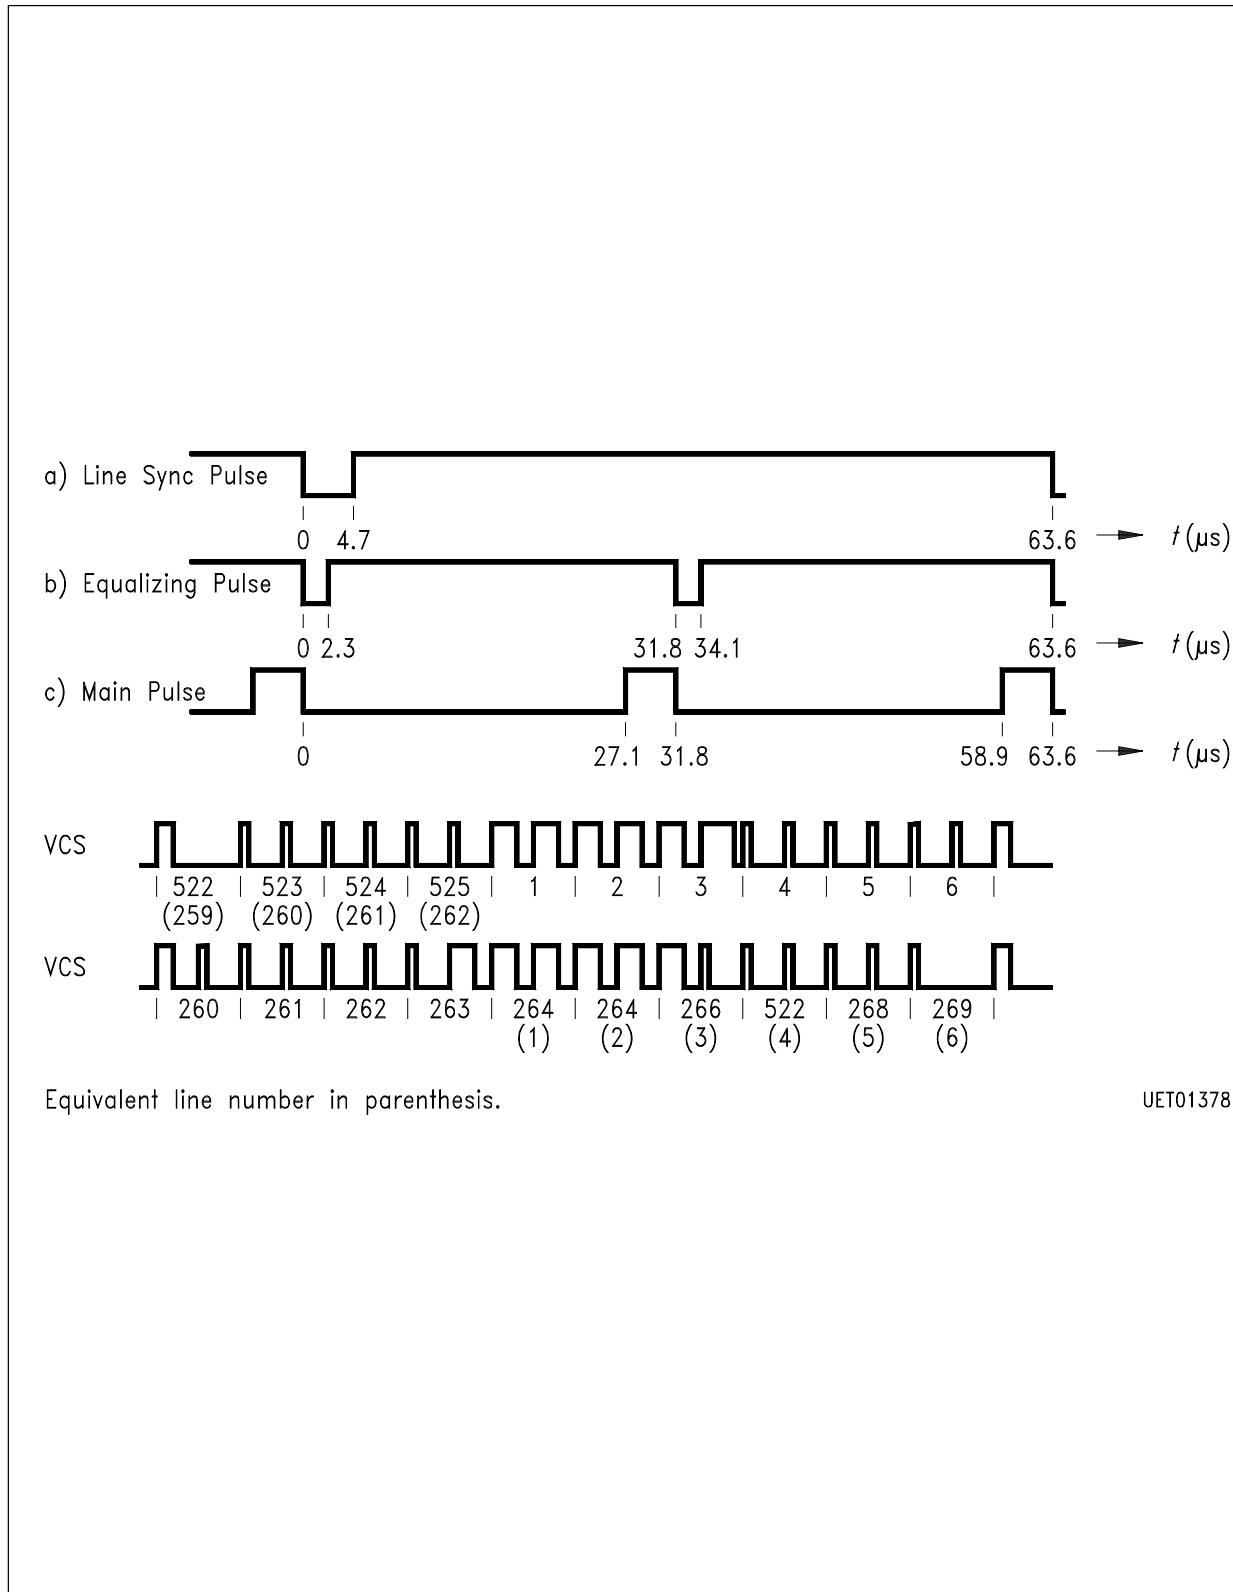 a) Line Sync Pulse
0 4.7 63.6 t (µs)
b) Equalizing Pulse
0 2.3 31.8 34.1 63.6 t (µs)
c) Main Pulse
0 27.1 31.8 58.9 63.6 t (µs)
VCS
522 523 524 525 1 2 3 4 5 6
(259) (260) (261) (262)
VCS
260 261 262 263 264 264 266 522 268 269
(1) (2) (3) (4) (5) (6)
Equivalent line number in parenthesis.
UET01378